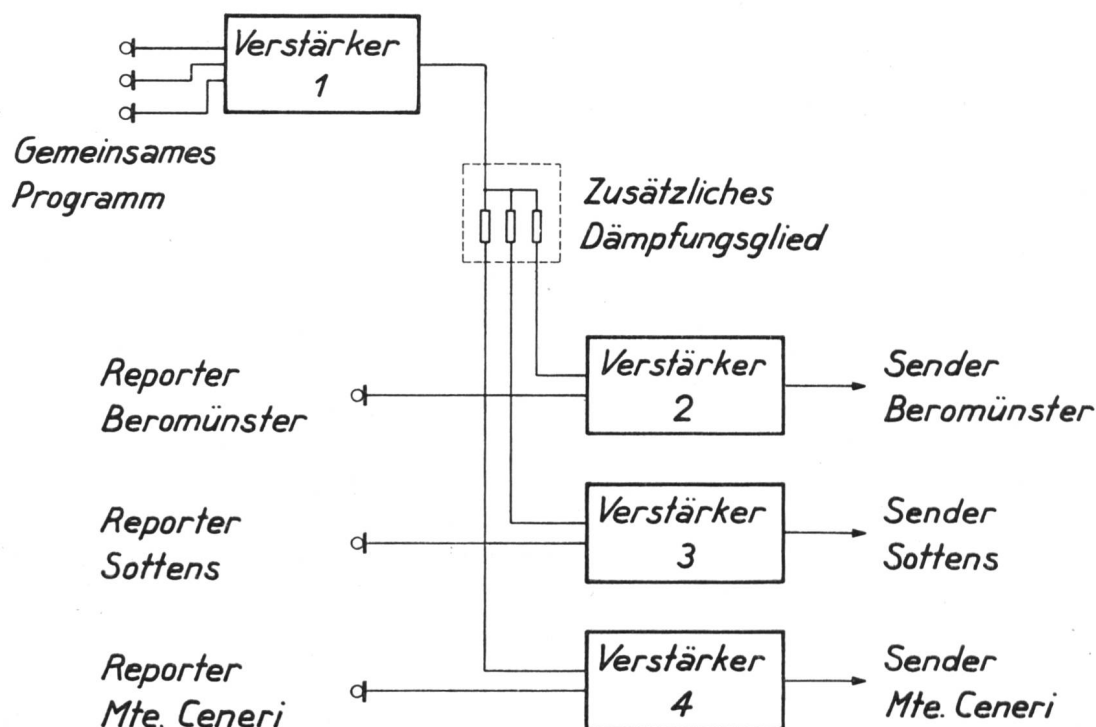 Verstärker
1
Gemeinsames
Programm
Zusätzliches
Dämpfungsglied
Reporter
Beromünster
Verstärker
2
Sender
Beromünster
Reporter
Sottens
Verstärker
3
Sender
Sottens
Reporter
Mte. Ceneri
Verstärker
4
Sender
Mte. Ceneri